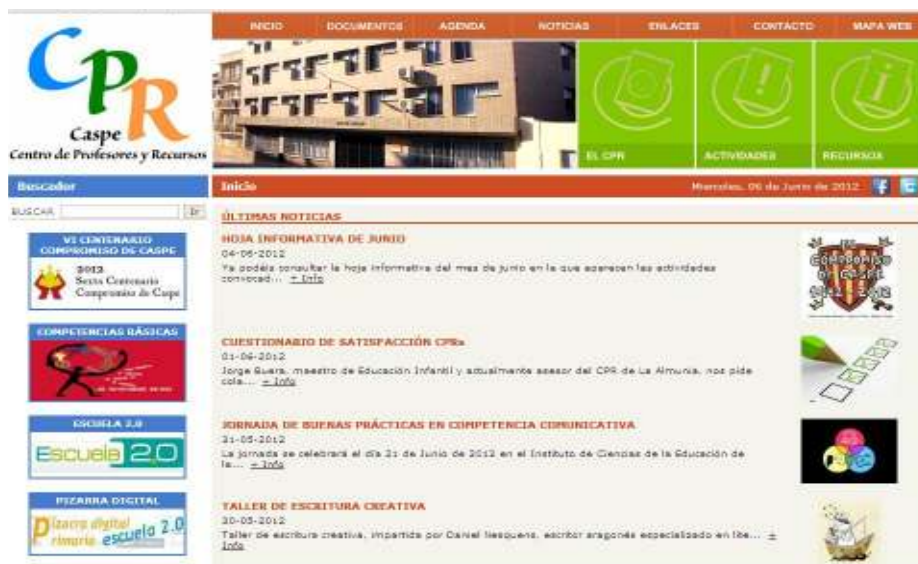 INICIO DOCUMENTOS AGENDA NOTICIAS ENLACES CONTACTO MAPA WEB
CPR
Caspe
Centro de Profesores y Recursos
EL CPR ACTIVIDADES RECURSOS
Buscador
Inicio
Miercoles, 06 de Junio de 2012
BUSCAR
Ir
VI CENTENARIO
COMPROMISO DE CASPE
2012
Sexto Centenario
Compromiso de Caspe
COMPETENCIAS BÁSICAS
ESCUELA 2.0
Escuela 2.0
PIZARRA DIGITAL
Pizarra digital
Primaria escuela 2.0
ÚLTIMAS NOTICIAS
HOJA INFORMATIVA DE JUNIO
04-06-2012
Ya podéis consultar la hoja informativa del mes de junio en la que aparecen las actividades
convocad... + Info
COMPROMISO
DE CASPE
1412 - 2012
CUESTIONARIO DE SATISFACCIÓN CPRs
01-06-2012
Jorge Buera, maestro de Educación Infantil y actualmente asesor del CPR de La Almunia, nos pide
cola... + Info
JORNADA DE BUENAS PRÁCTICAS EN COMPETENCIA COMUNICATIVA
31-05-2012
La jornada se celebrará el día 21 de Junio de 2012 en el Instituto de Ciencias de la Educación de
la... + Info
TALLER DE ESCRITURA CREATIVA
30-05-2012
Taller de escritura creativa, impartida por Daniel Nesquens, escritor aragonés especializado en lite... +
Info